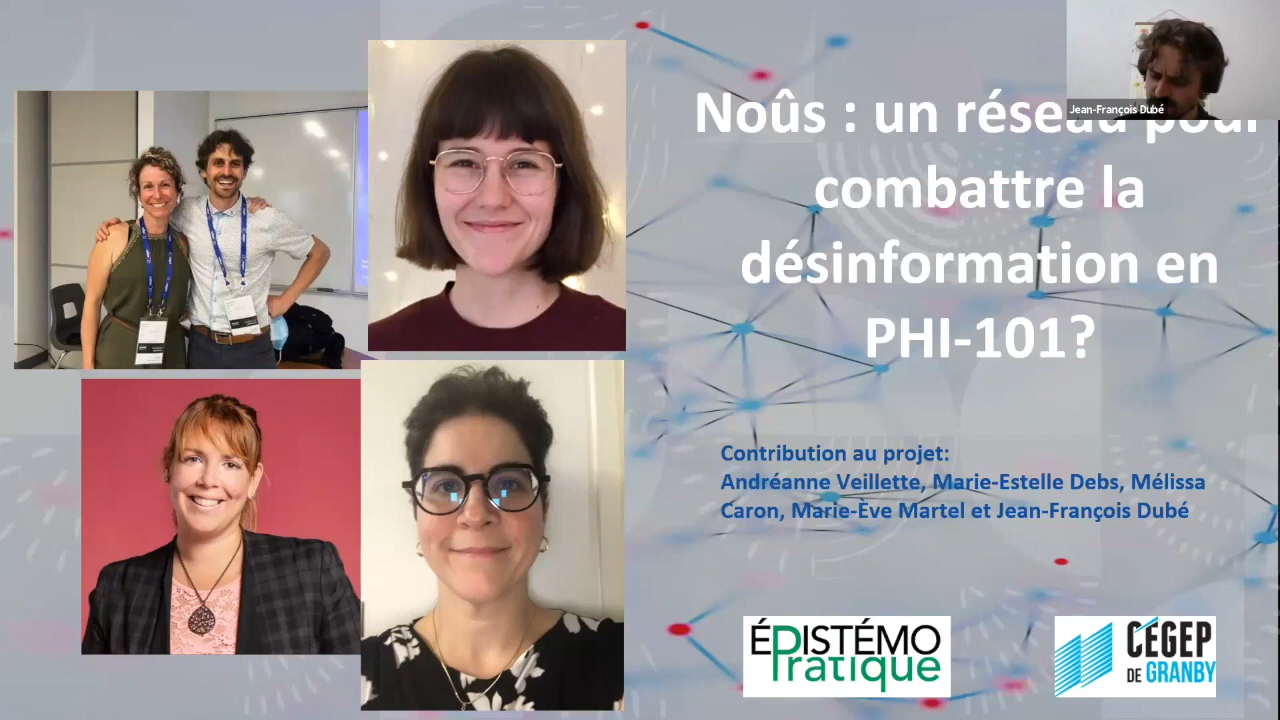 Jean-François Dubé
Noûs : un réseau pour
combattre la
désinformation en
PHI-101?
Contribution au projet:
Andréanne Veillette, Marie-Estelle Debs, Mélissa
Caron, Marie-Ève Martel et Jean-François Dubé
ÉPISTÉMO
Pratique
CÉGEP
DE GRANBY